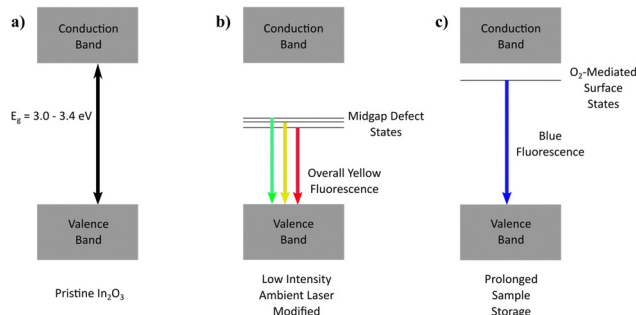 a)
Conduction
Band
E_g = 3.0 - 3.4 eV
Valence
Band
Pristine In₂O₃
b)
Conduction
Band
Midgap Defect
States
Overall Yellow
Fluorescence
Valence
Band
Low Intensity
Ambient Laser
Modified
c)
Conduction
Band
O₂-Mediated
Surface
States
Blue
Fluorescence
Valence
Band
Prolonged
Sample
Storage